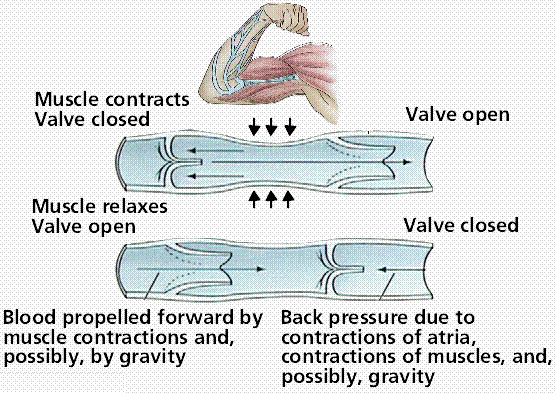 Muscle contracts
Valve closed
Valve open
Muscle relaxes
Valve open
Valve closed
Blood propelled forward by
muscle contractions and,
possibly, by gravity
Back pressure due to
contractions of atria,
contractions of muscles, and,
possibly, gravity